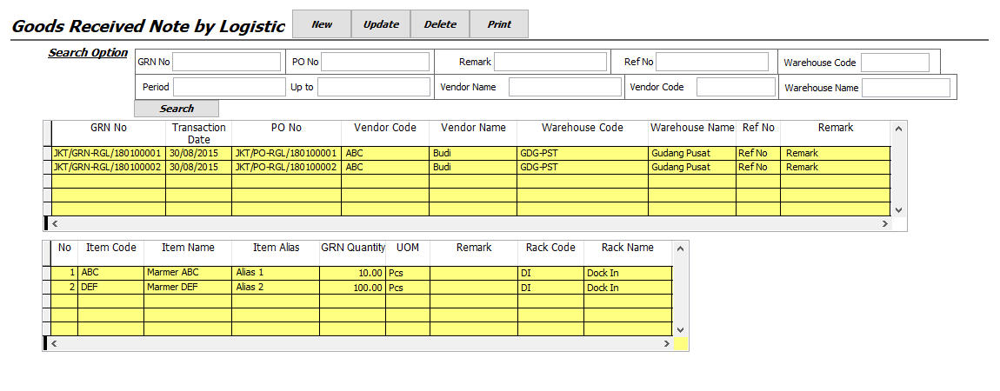 Goods Received Note by Logistic New Update Delete Print
Search Option GRN No PO No Remark Ref No Warehouse Code
Period Up to Vendor Name Vendor Code Warehouse Name
Search
GRN No Transaction Date PO No Vendor Code Vendor Name Warehouse Code Warehouse Name Ref No Remark
JKT/GRN-RGL/180100001 30/08/2015 JKT/PO-RGL/180100001 ABC Budi GDG-PST Gudang Pusat Ref No Remark
JKT/GRN-RGL/180100002 30/08/2015 JKT/PO-RGL/180100002 ABC Budi GDG-PST Gudang Pusat Ref No Remark
No Item Code Item Name Item Alias GRN Quantity UOM Remark Rack Code Rack Name
1 ABC Marmer ABC Alias 1 10.00 Pcs DI Dock In
2 DEF Marmer DEF Alias 2 100.00 Pcs DI Dock In